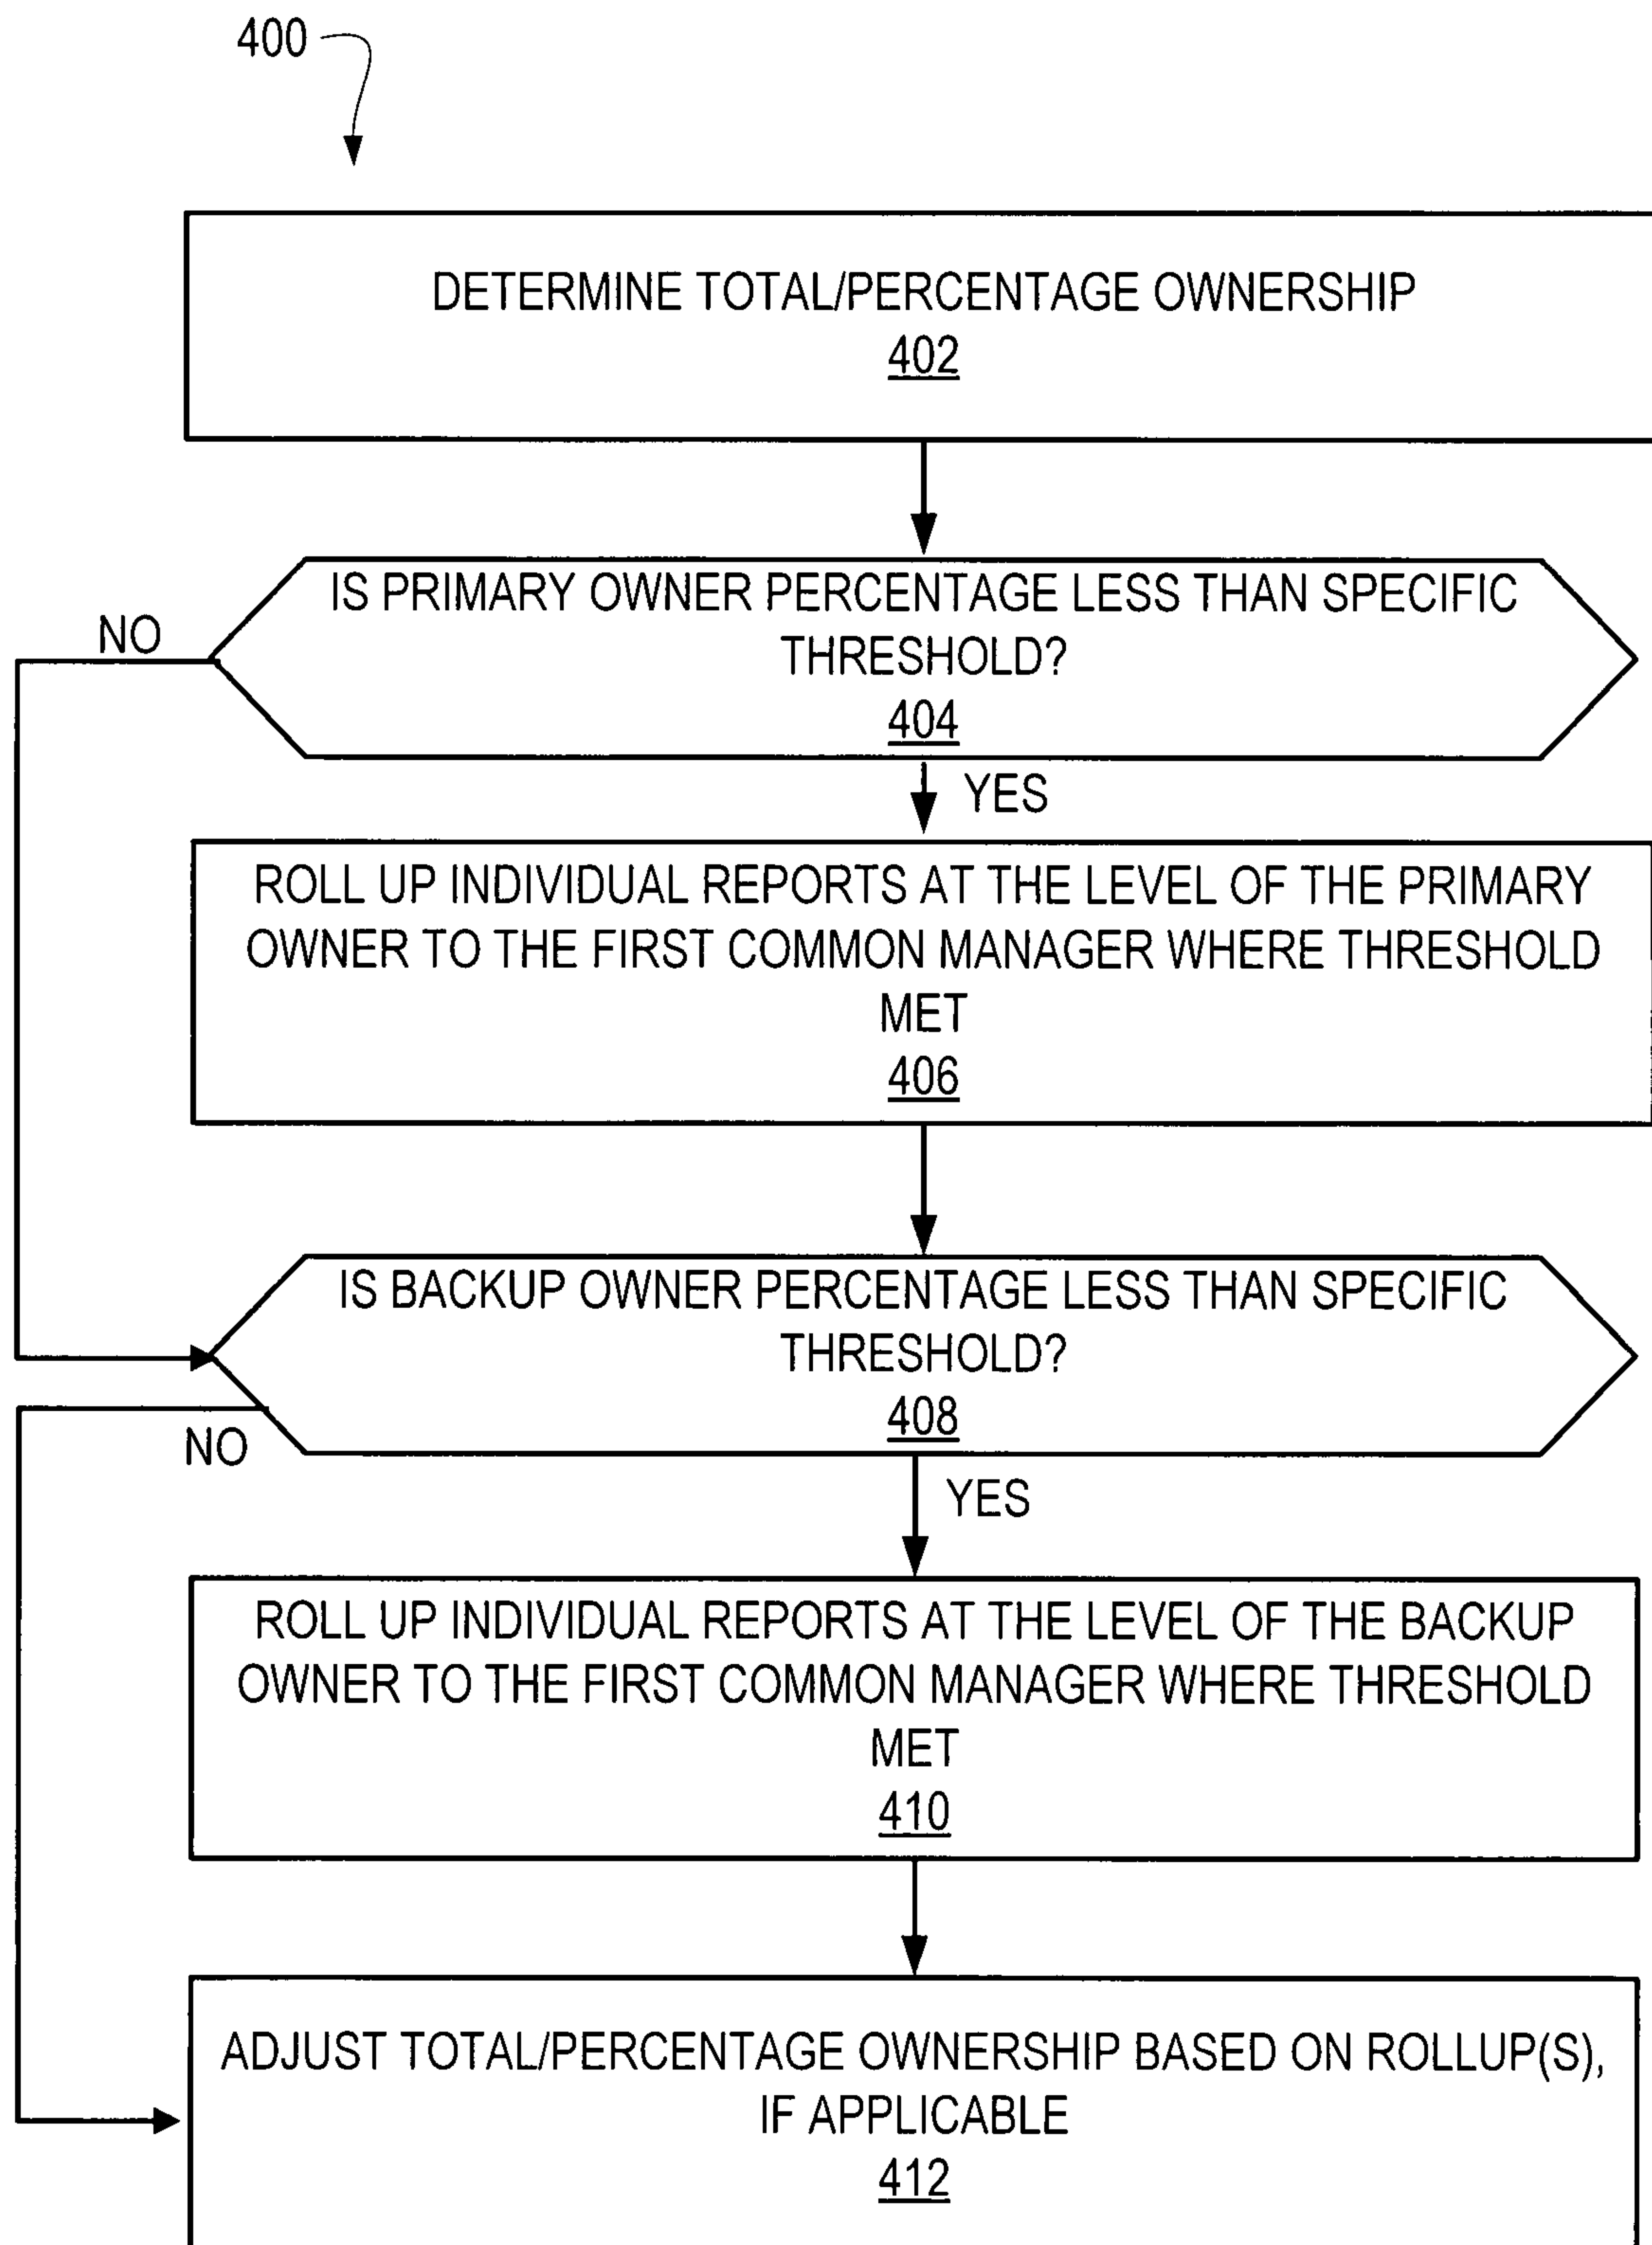 400
DETERMINE TOTAL/PERCENTAGE OWNERSHIP
402
IS PRIMARY OWNER PERCENTAGE LESS THAN SPECIFIC
THRESHOLD?
404
NO
YES
ROLL UP INDIVIDUAL REPORTS AT THE LEVEL OF THE PRIMARY
OWNER TO THE FIRST COMMON MANAGER WHERE THRESHOLD
MET
406
IS BACKUP OWNER PERCENTAGE LESS THAN SPECIFIC
THRESHOLD?
408
NO
YES
ROLL UP INDIVIDUAL REPORTS AT THE LEVEL OF THE BACKUP
OWNER TO THE FIRST COMMON MANAGER WHERE THRESHOLD
MET
410
ADJUST TOTAL/PERCENTAGE OWNERSHIP BASED ON ROLLUP(S),
IF APPLICABLE
412